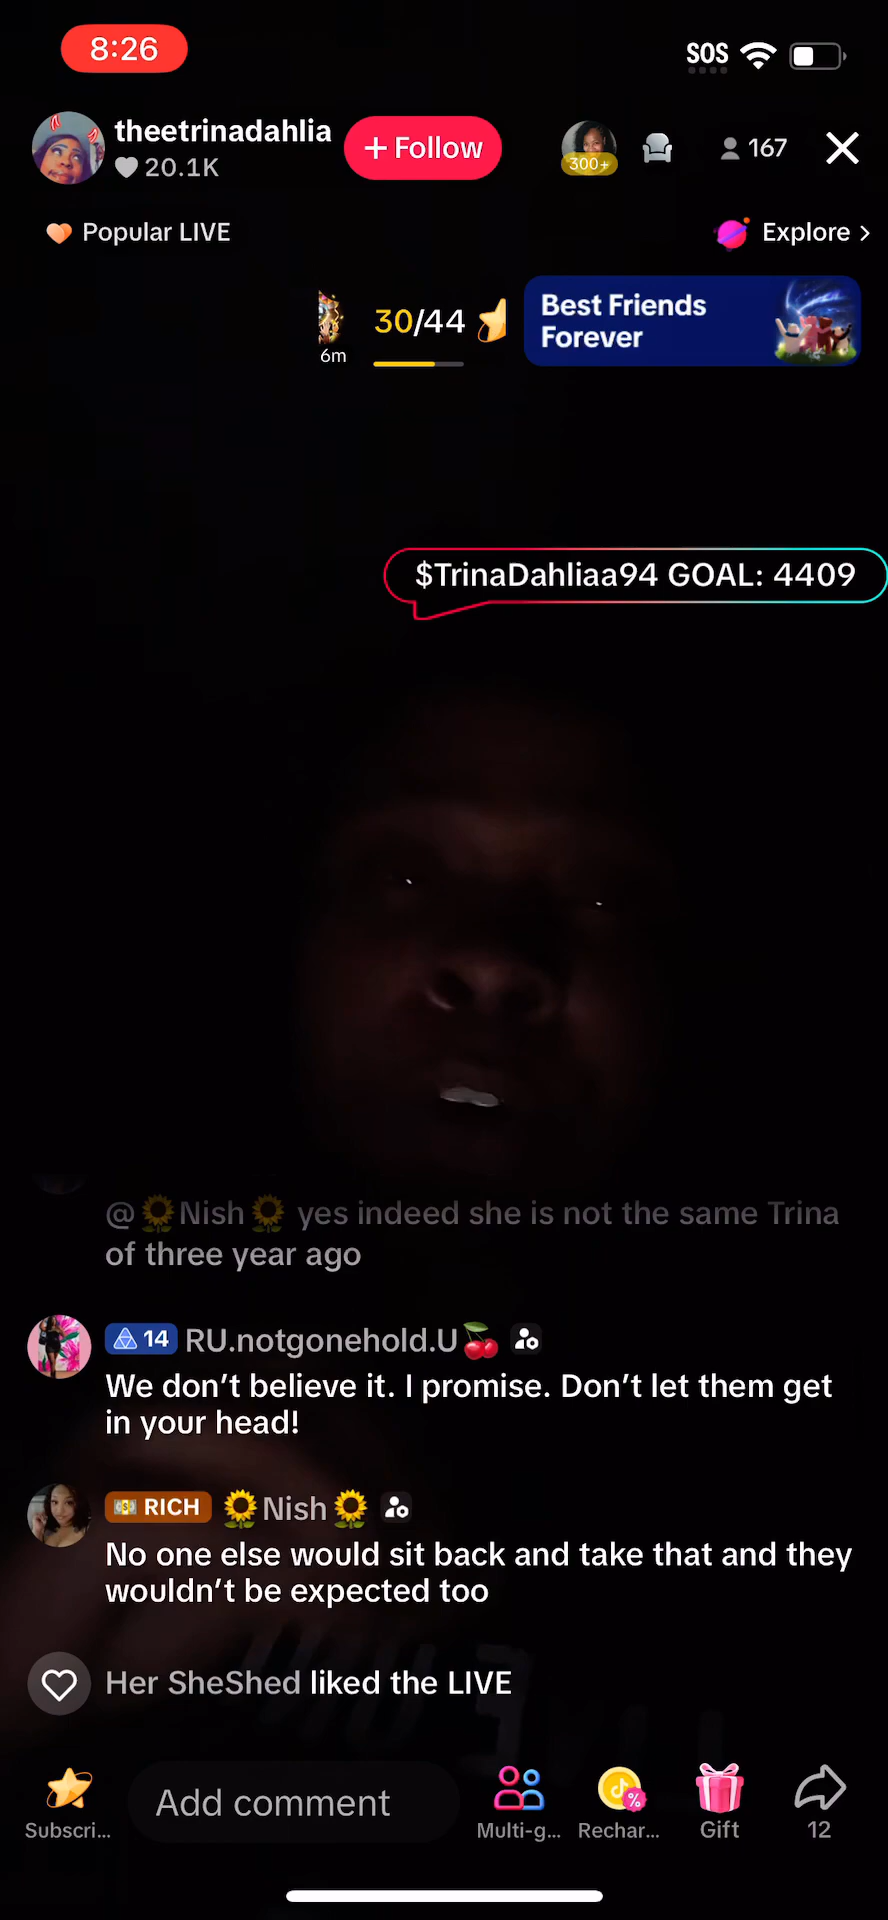 8:26
SOS
theetrinadahlia
20.1K
+ Follow
300+
167
Popular LIVE
Explore >
6m
30/44
Best Friends
Forever
$TrinaDahliaa94 GOAL: 4409
@🌻Nish🌻 yes indeed she is not the same Trina
of three year ago
14 RU.notgonehold.U🍒
We don’t believe it. I promise. Don’t let them get
in your head!
RICH 🌻Nish🌻
No one else would sit back and take that and they
wouldn’t be expected too
Her SheShed liked the LIVE
Add comment
Subscri...
Multi-g...
Rechar...
Gift
12